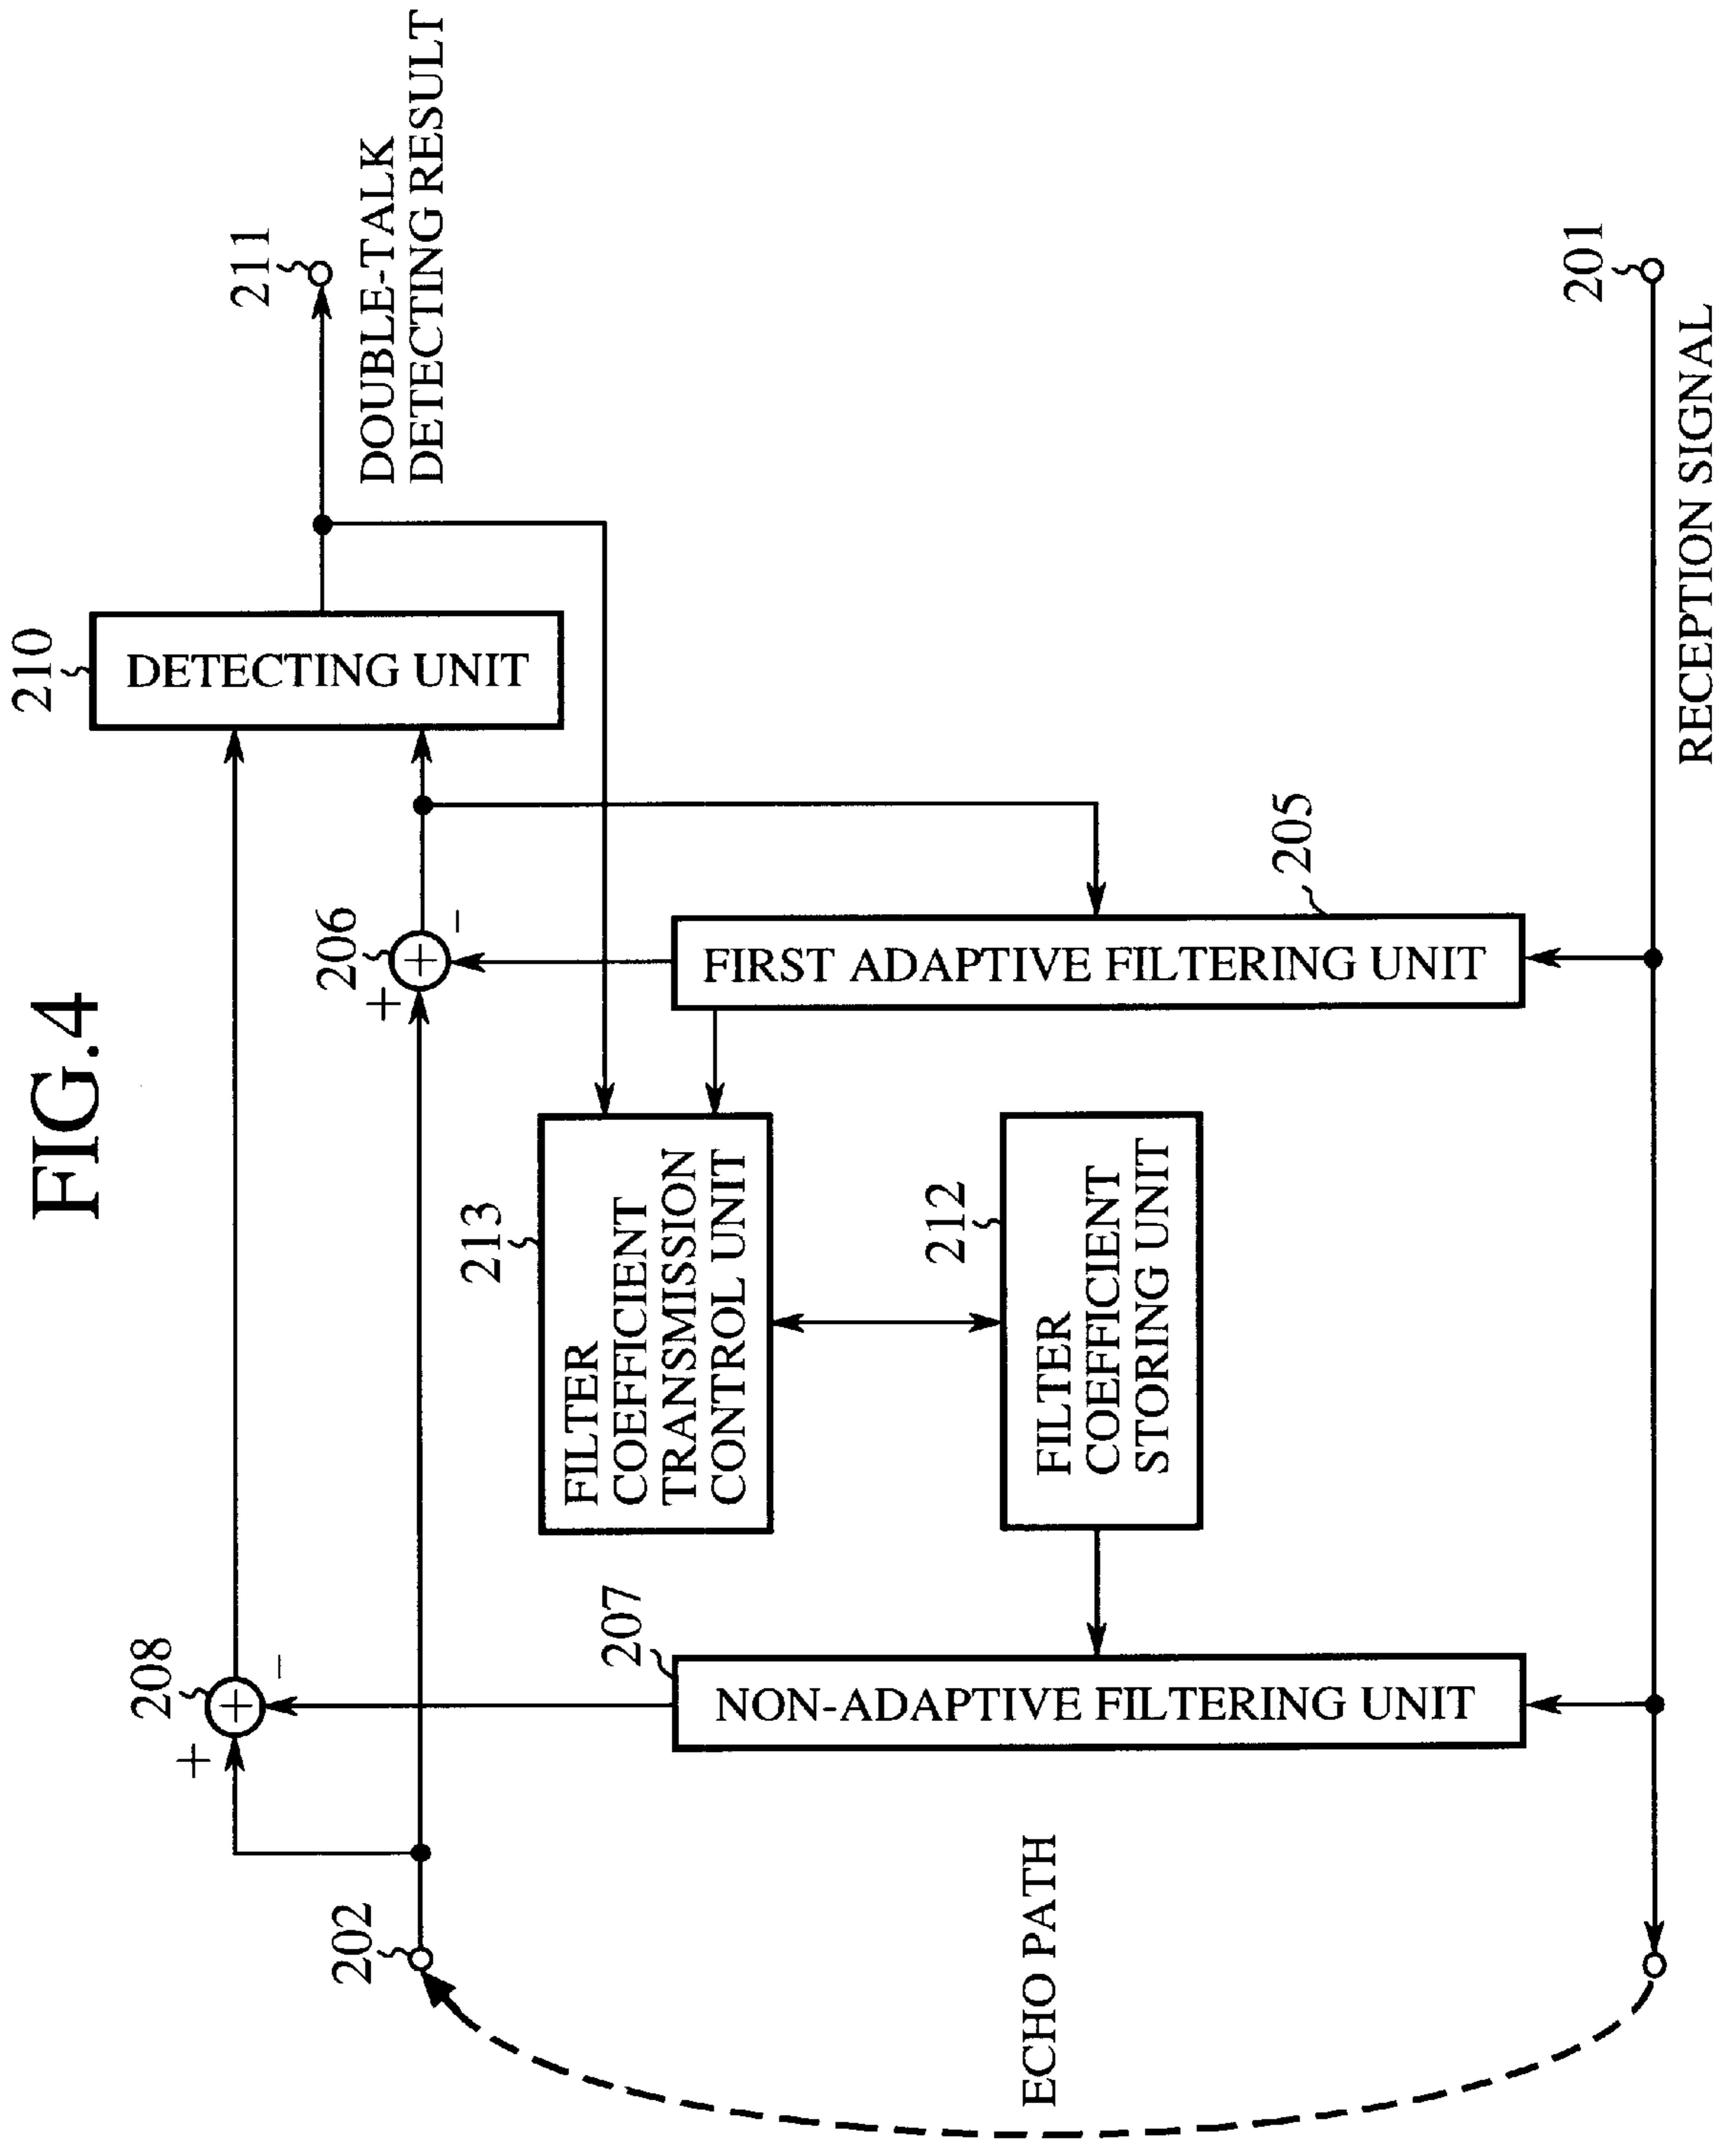 FIG.4
208
+
-
202
206
+
-
210
DETECTING UNIT
211
DOUBLE-TALK
DETECTING RESULT
213
FILTER
COEFFICIENT
TRANSMISSION
CONTROL UNIT
212
FILTER
COEFFICIENT
STORING UNIT
207
NON-ADAPTIVE FILTERING UNIT
205
FIRST ADAPTIVE FILTERING UNIT
ECHO PATH
201
RECEPTION SIGNAL